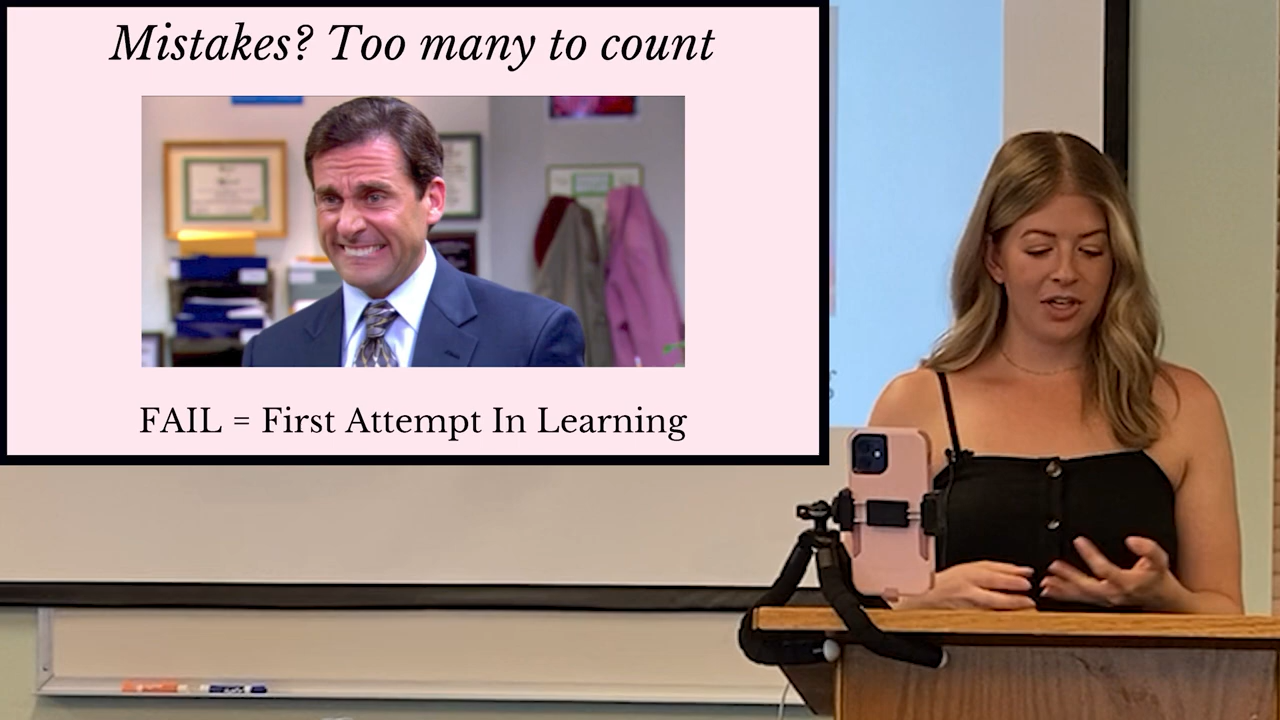 Mistakes? Too many to count
FAIL = First Attempt In Learning